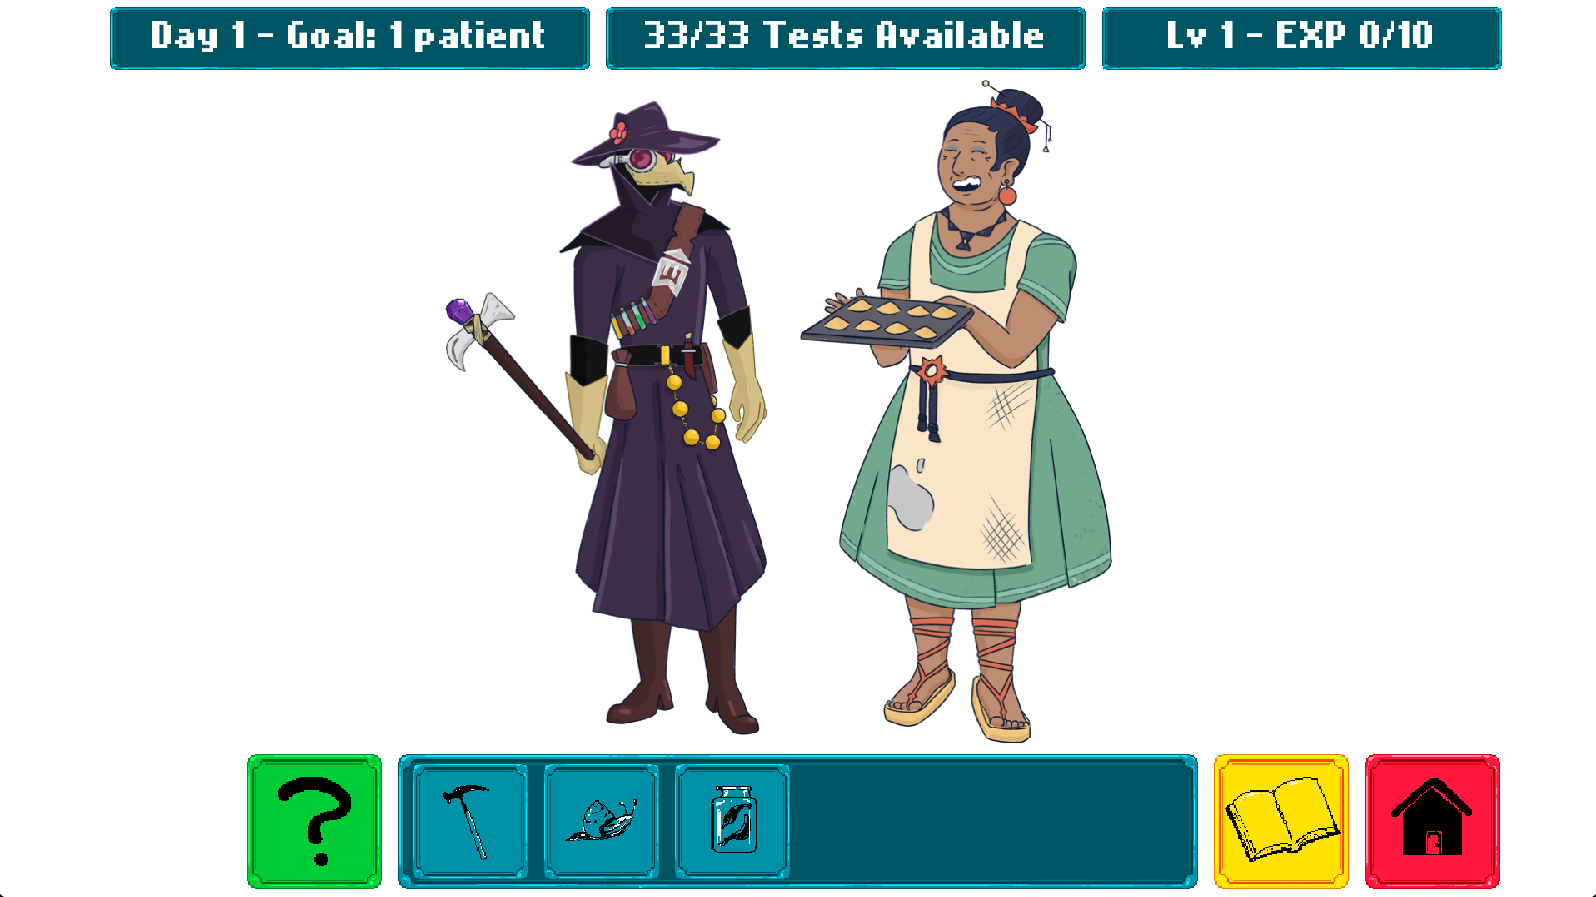 Day 1 - Goal: 1 patient
33/33 Tests Available
Lv 1 - EXP 0/10
?